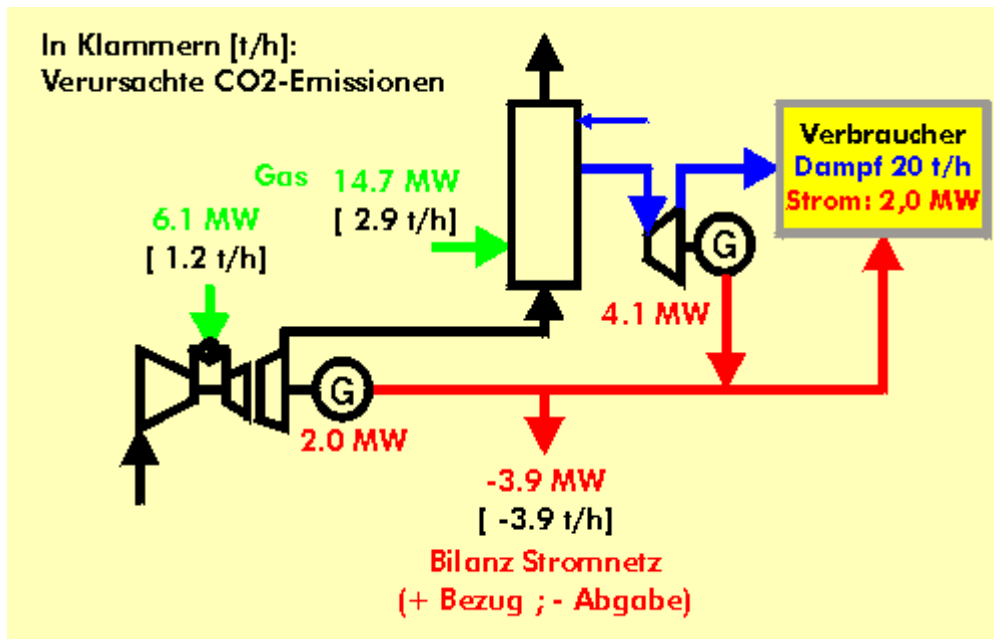 In Klammern [t/h]:
Verursachte CO2-Emissionen
Gas
14.7 MW
[ 2.9 t/h]
6.1 MW
[ 1.2 t/h]
Verbraucher
Dampf 20 t/h
Strom: 2,0 MW
G
4.1 MW
G
2.0 MW
-3.9 MW
[ -3.9 t/h]
Bilanz Stromnetz
(+ Bezug ; - Abgabe)